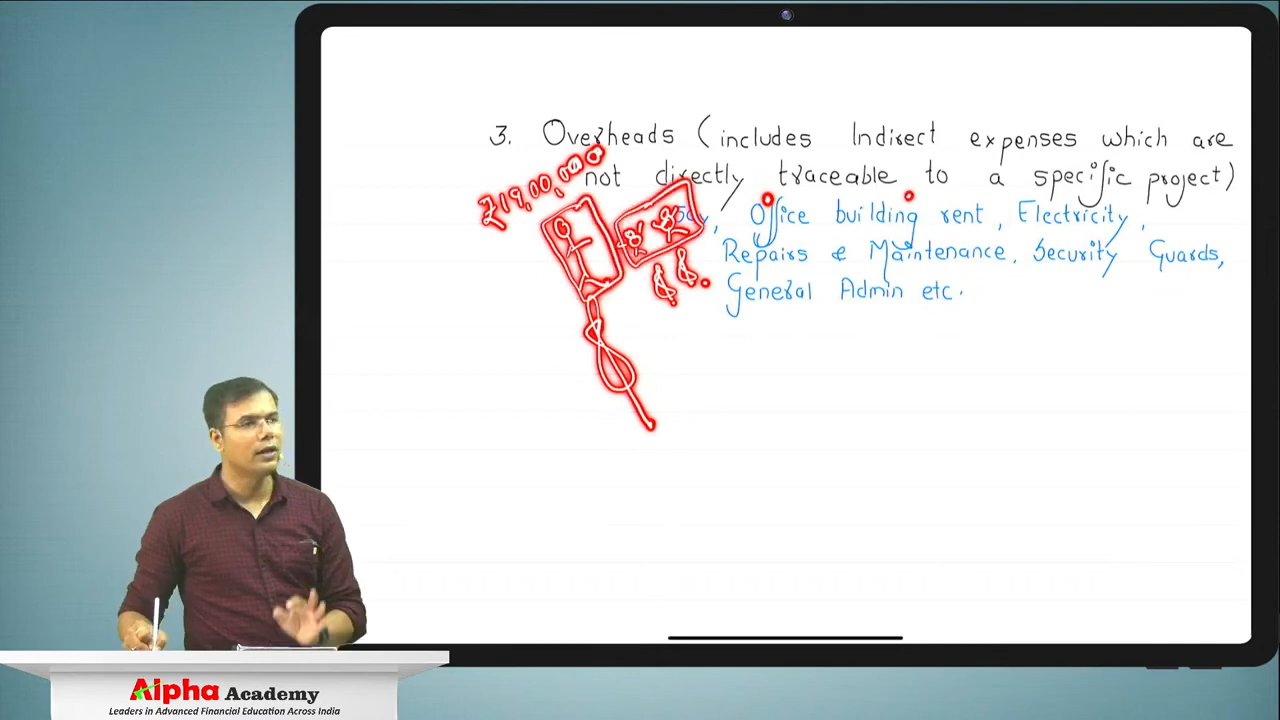 3. Overheads (includes Indirect expenses which are
not directly traceable to a specific project)
₹19,00,000
Office building rent, Electricity,
Repairs & Maintenance, Security Guards,
General Admin etc.
Alpha Academy
Leaders in Advanced Financial Education Across India